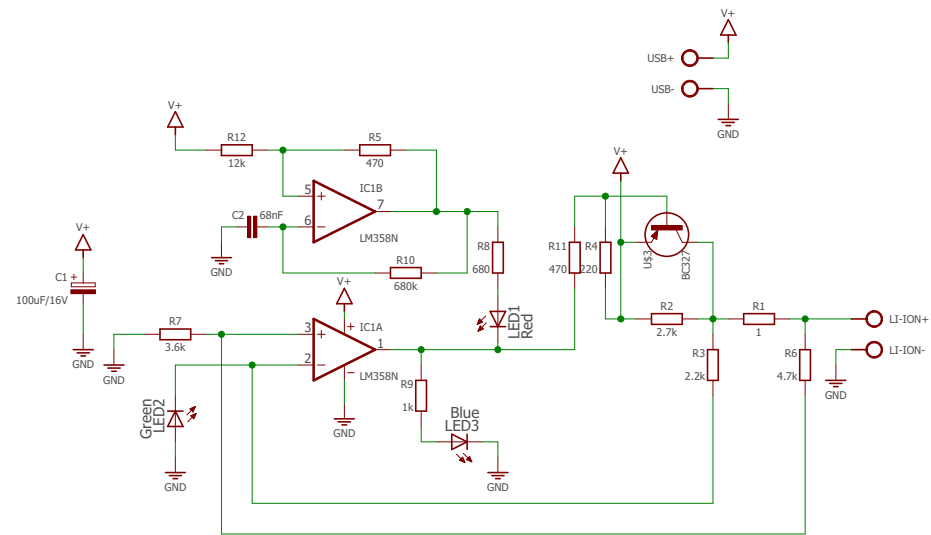 V+
USB+
USB-
GND
V+
R12
12k
R5
470
IC1B
5
+
7
6
−
LM358N
C2
68nF
GND
R10
680k
R8
680
V+
R11
470
R4
220
U$3
BC327
V+
C1
+
100uF/16V
GND
V+
IC1A
3
+
+
1
2
−
−
LM358N
GND
R7
3.6k
GND
LED1
Red
R2
2.7k
R1
1
LI-ION+
LI-ION-
GND
R3
2.2k
R6
4.7k
R9
1k
Blue
LED3
GND
Green
LED2
GND